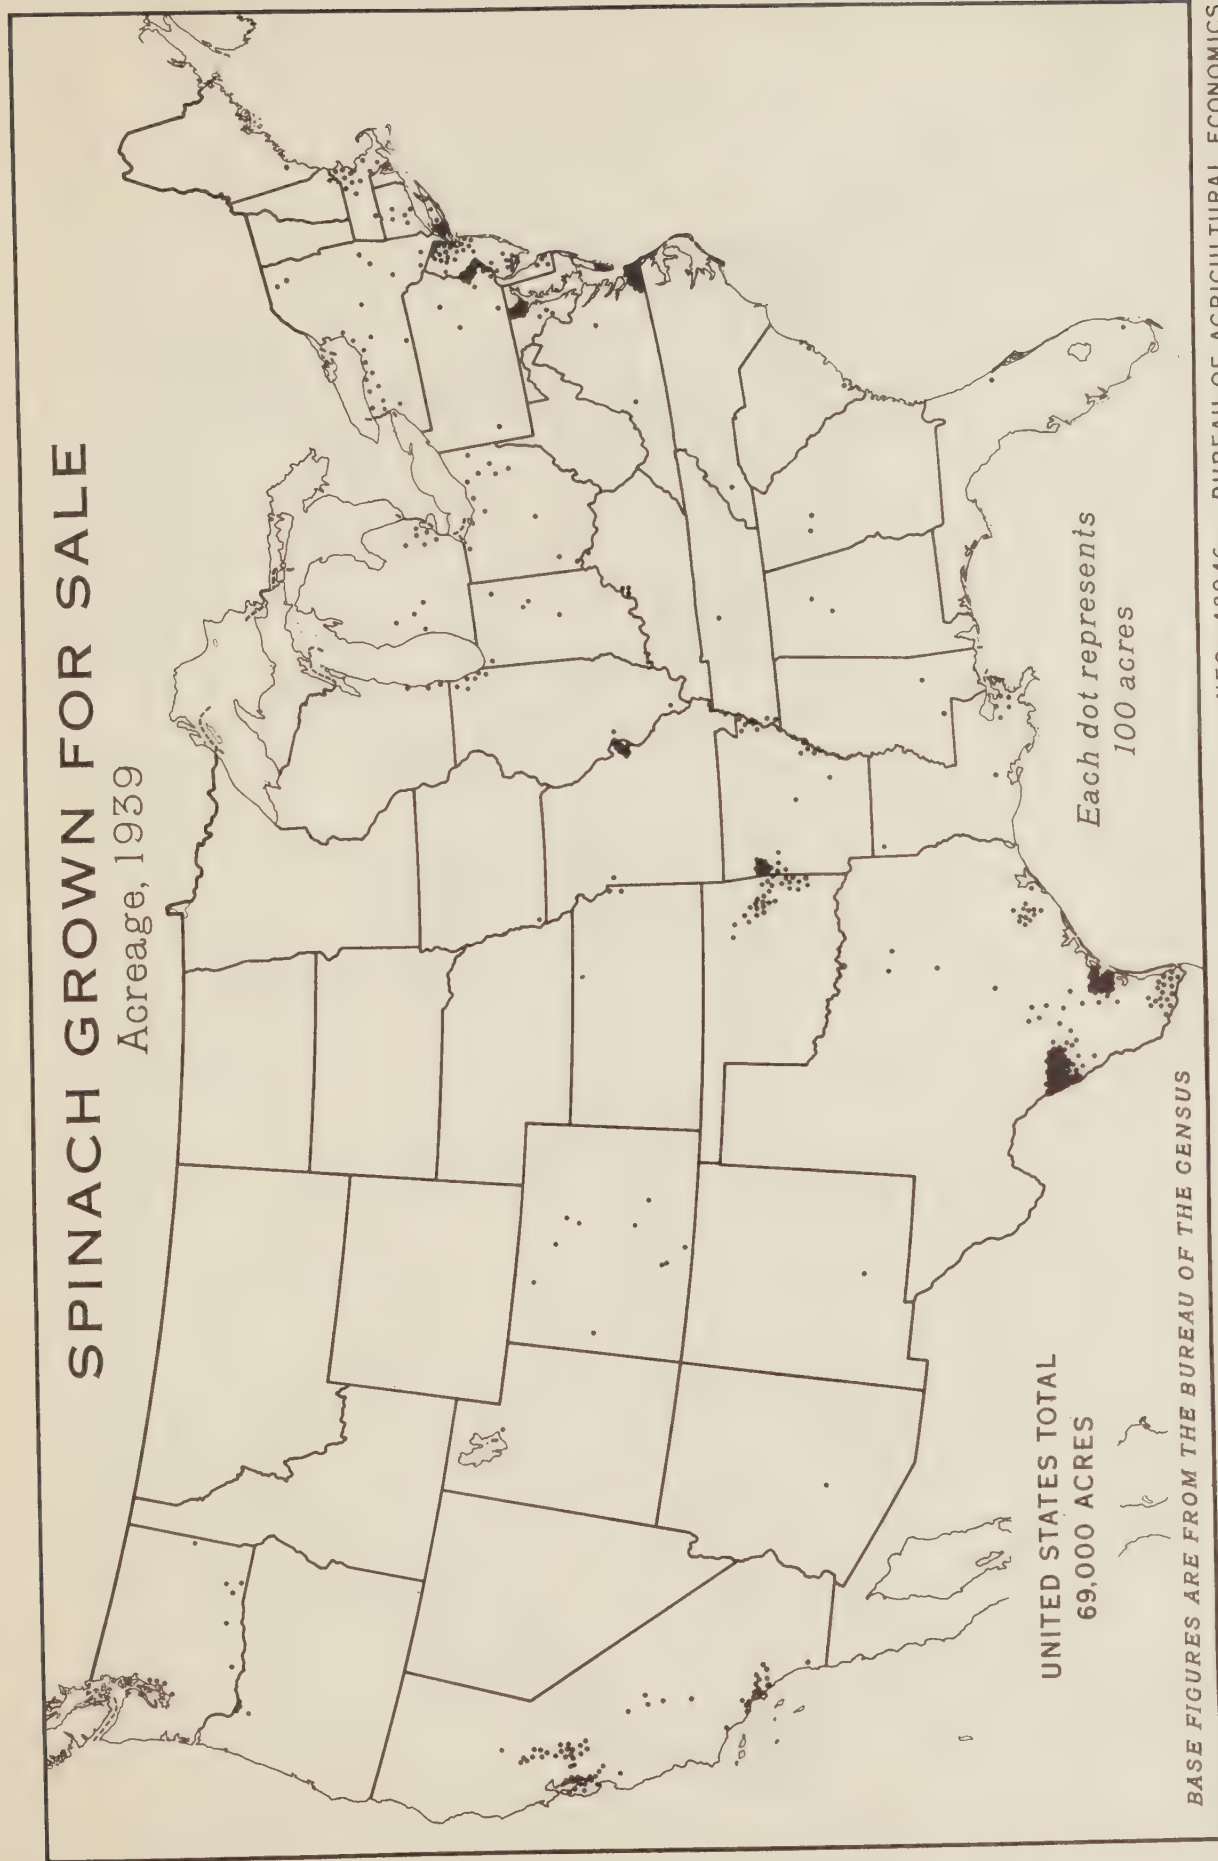 SPINACH GROWN FOR SALE
Acreage, 1939
Each dot represents
100 acres
UNITED STATES TOTAL
69,000 ACRES
BASE FIGURES ARE FROM THE BUREAU OF THE CENSUS
BUREAU OF AGRICULTURAL ECONOMICS